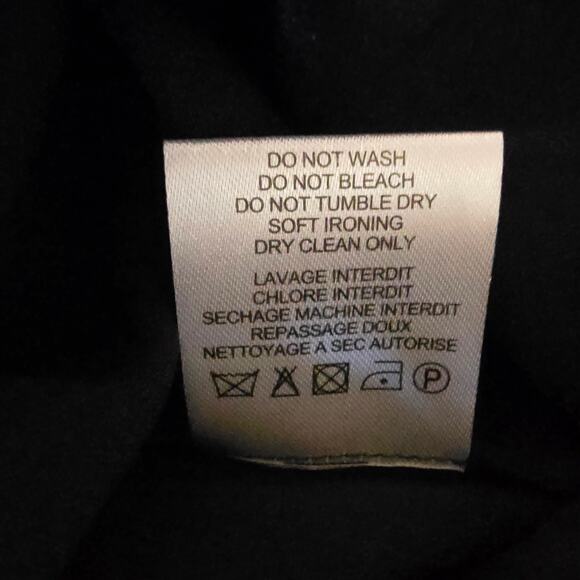 DO NOT WASH
DO NOT BLEACH
DO NOT TUMBLE DRY
SOFT IRONING
DRY CLEAN ONLY
LAVAGE INTERDIT
CHLORE INTERDIT
SECHAGE MACHINE INTERDIT
REPASSAGE DOUX
NETTOYAGE A SEC AUTORISE
P